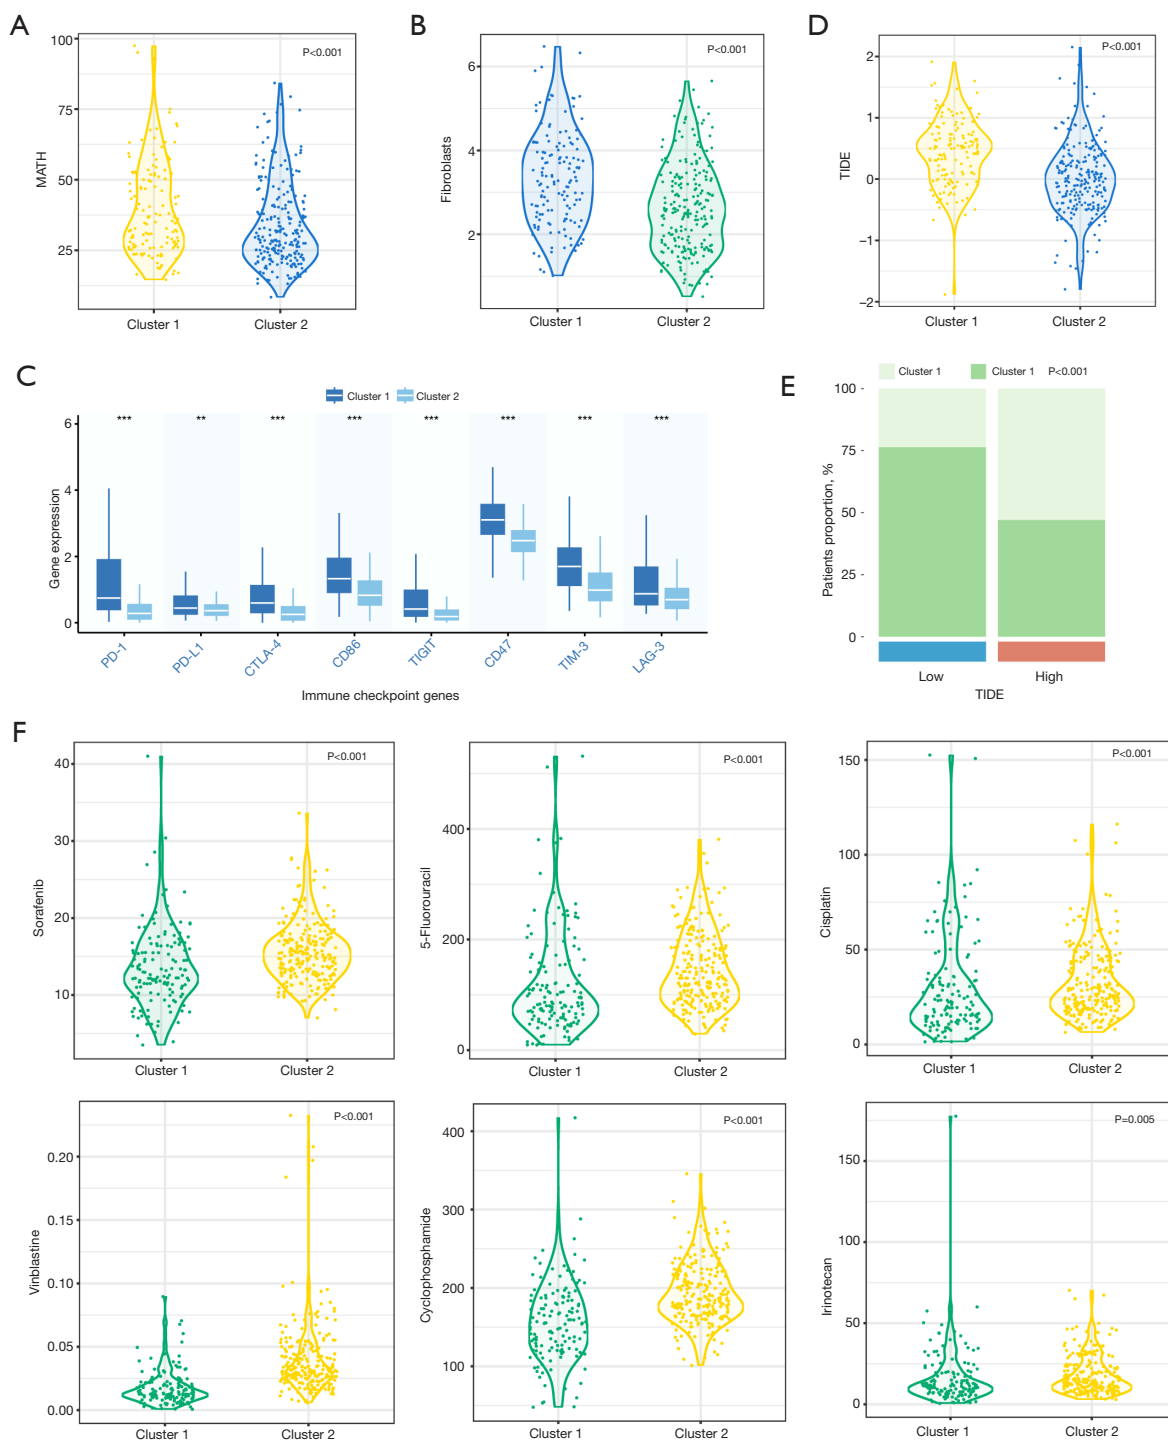 A
P<0.001
MATH
100
75
50
25
Cluster 1
Cluster 2
B
P<0.001
Fibroblasts
6
4
2
Cluster 1
Cluster 2
D
P<0.001
TIDE
2
1
0
−1
−2
Cluster 1
Cluster 2
C
Cluster 1
Cluster 2
*** ** *** *** *** *** *** ***
Gene expression
6
4
2
0
PD-1
PD-L1
CTLA-4
CD86
TIGIT
CD47
TIM-3
LAG-3
Immune checkpoint genes
E
Cluster 1
Cluster 1
P<0.001
Patients proportion, %
100
75
50
25
0
Low
High
TIDE
F
P<0.001
Sorafenib
40
30
20
10
Cluster 1
Cluster 2
P<0.001
5-Fluorouracil
400
200
0
Cluster 1
Cluster 2
P<0.001
Cisplatin
150
100
50
0
Cluster 1
Cluster 2
P<0.001
Vinblastine
0.20
0.15
0.10
0.05
0.00
Cluster 1
Cluster 2
P<0.001
Cyclophosphamide
400
300
200
100
Cluster 1
Cluster 2
P=0.005
Irinotecan
150
100
50
0
Cluster 1
Cluster 2